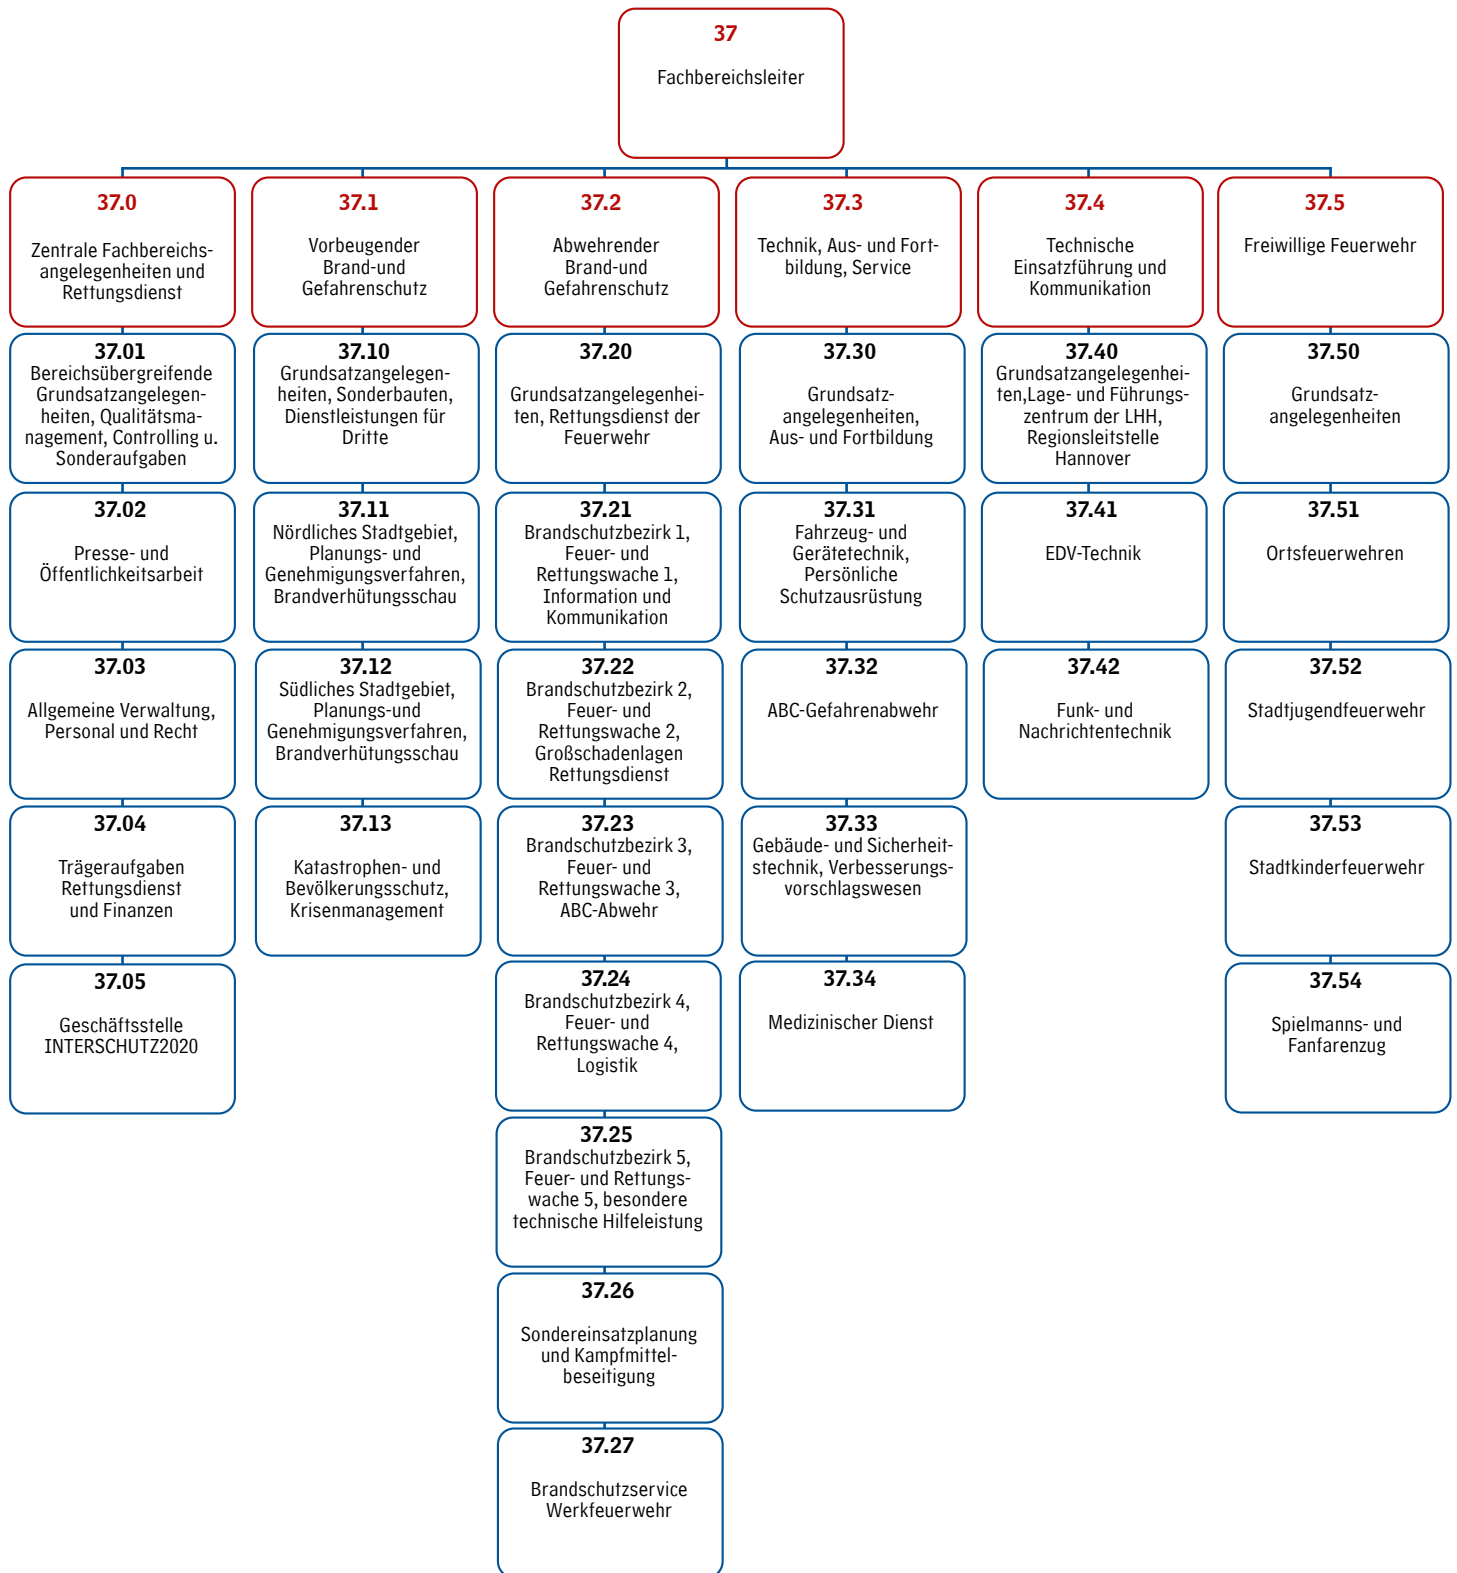 37
Fachbereichsleiter
37.0
Zentrale Fachbereichs-
angelegenheiten und
Rettungsdienst
37.01
Bereichsübergreifende
Grundsatzangelegen-
heiten, Qualitätsma-
nagement, Controlling u.
Sonderaufgaben
37.02
Presse- und
Öffentlichkeitsarbeit
37.03
Allgemeine Verwaltung,
Personal und Recht
37.04
Trägeraufgaben
Rettungsdienst
und Finanzen
37.05
Geschäftsstelle
INTERSCHUTZ2020
37.1
Vorbeugender
Brand-und
Gefahrenschutz
37.10
Grundsatzangelegen-
heiten, Sonderbauten,
Dienstleistungen für
Dritte
37.11
Nördliches Stadtgebiet,
Planungs- und
Genehmigungsverfahren,
Brandverhütungsschau
37.12
Südliches Stadtgebiet,
Planungs-und
Genehmigungsverfahren,
Brandverhütungsschau
37.13
Katastrophen- und
Bevölkerungsschutz,
Krisenmanagement
37.2
Abwehrender
Brand-und
Gefahrenschutz
37.20
Grundsatzangelegenhei-
ten, Rettungsdienst der
Feuerwehr
37.21
Brandschutzbezirk 1,
Feuer- und
Rettungswache 1,
Information und
Kommunikation
37.22
Brandschutzbezirk 2,
Feuer- und
Rettungswache 2,
Großschadenlagen
Rettungsdienst
37.23
Brandschutzbezirk 3,
Feuer- und
Rettungswache 3,
ABC-Abwehr
37.24
Brandschutzbezirk 4,
Feuer- und
Rettungswache 4,
Logistik
37.25
Brandschutzbezirk 5,
Feuer- und Rettungs-
wache 5, besondere
technische Hilfeleistung
37.26
Sondereinsatzplanung
und Kampfmittel-
beseitigung
37.27
Brandschutzservice
Werkfeuerwehr
37.3
Technik, Aus- und Fort-
bildung, Service
37.30
Grundsatz-
angelegenheiten,
Aus- und Fortbildung
37.31
Fahrzeug- und
Gerätetechnik,
Persönliche
Schutzausrüstung
37.32
ABC-Gefahrenabwehr
37.33
Gebäude- und Sicherheit-
stechnik, Verbesserungs-
vorschlagswesen
37.34
Medizinischer Dienst
37.4
Technische
Einsatzführung und
Kommunikation
37.40
Grundsatzangelegenhei-
ten,Lage- und Führungs-
zentrum der LHH,
Regionsleitstelle
Hannover
37.41
EDV-Technik
37.42
Funk- und
Nachrichtentechnik
37.5
Freiwillige Feuerwehr
37.50
Grundsatz-
angelegenheiten
37.51
Ortsfeuerwehren
37.52
Stadtjugendfeuerwehr
37.53
Stadtkinderfeuerwehr
37.54
Spielmanns- und
Fanfarenzug